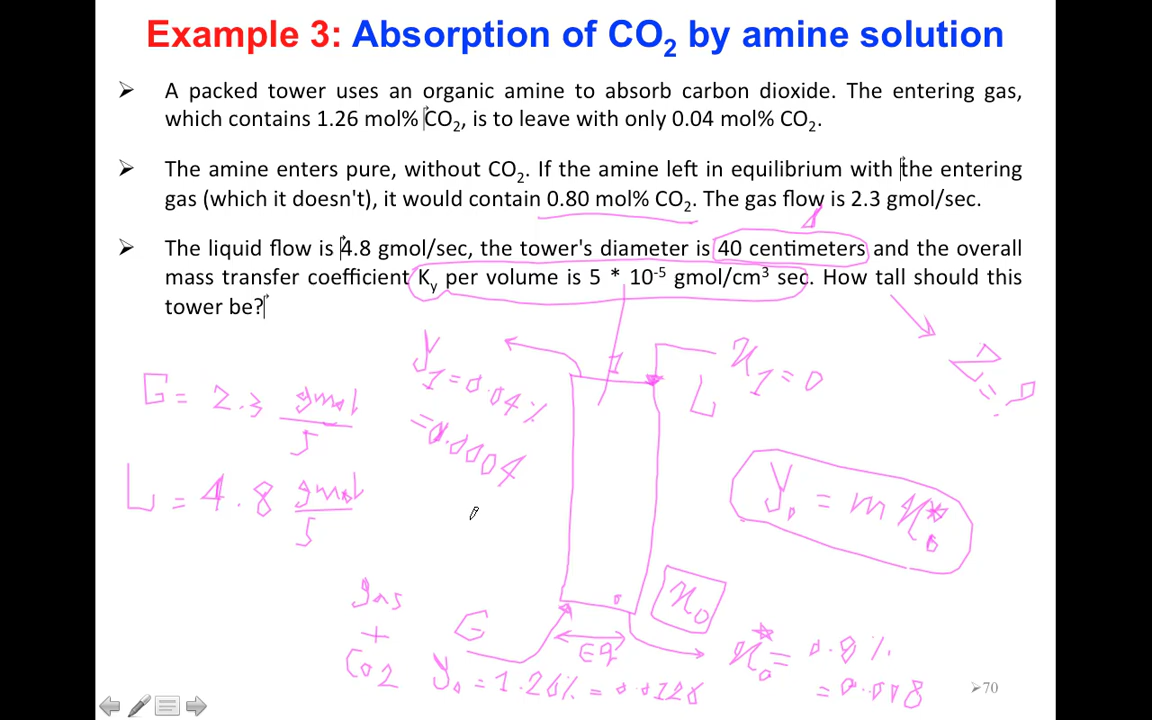 Example 3: Absorption of CO2 by amine solution
➢ A packed tower uses an organic amine to absorb carbon dioxide. The entering gas,
which contains 1.26 mol% CO2, is to leave with only 0.04 mol% CO2.
➢ The amine enters pure, without CO2. If the amine left in equilibrium with the entering
gas (which it doesn't), it would contain 0.80 mol% CO2. The gas flow is 2.3 gmol/sec.
➢ The liquid flow is 4.8 gmol/sec, the tower's diameter is 40 centimeters and the overall
mass transfer coefficient Ky per volume is 5 * 10-5 gmol/cm3 sec. How tall should this
tower be?
G = 2.3 gmol/s
L = 4.8 gmol/s
y1 = 0.04%
= 0.0004
1
x1 = 0
L
Z = ?
y0 = m x0*
gas
+
CO2
G
y0 = 1.26% = 0.0126
0
EQ
x0
x0* = 0.8%
= 0.008
➢70